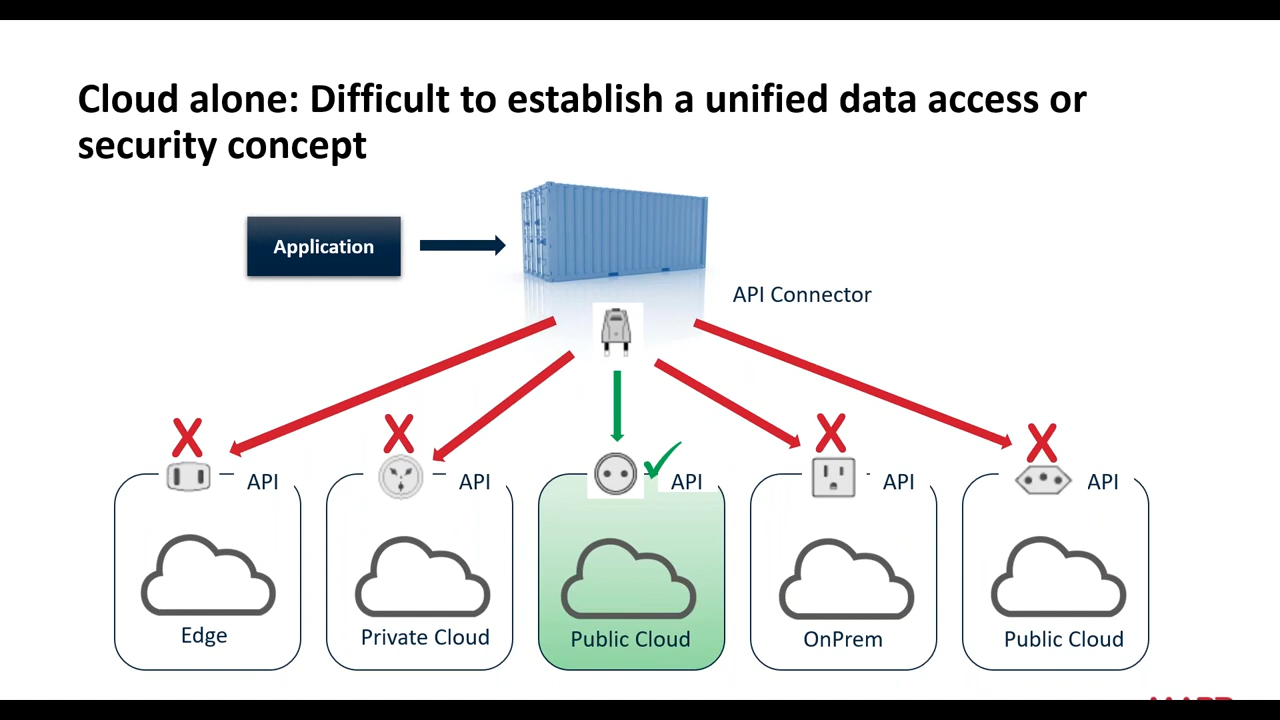 Cloud alone: Difficult to establish a unified data access or
security concept
Application
API Connector
X X X X
API API API API API
Edge Private Cloud Public Cloud OnPrem Public Cloud